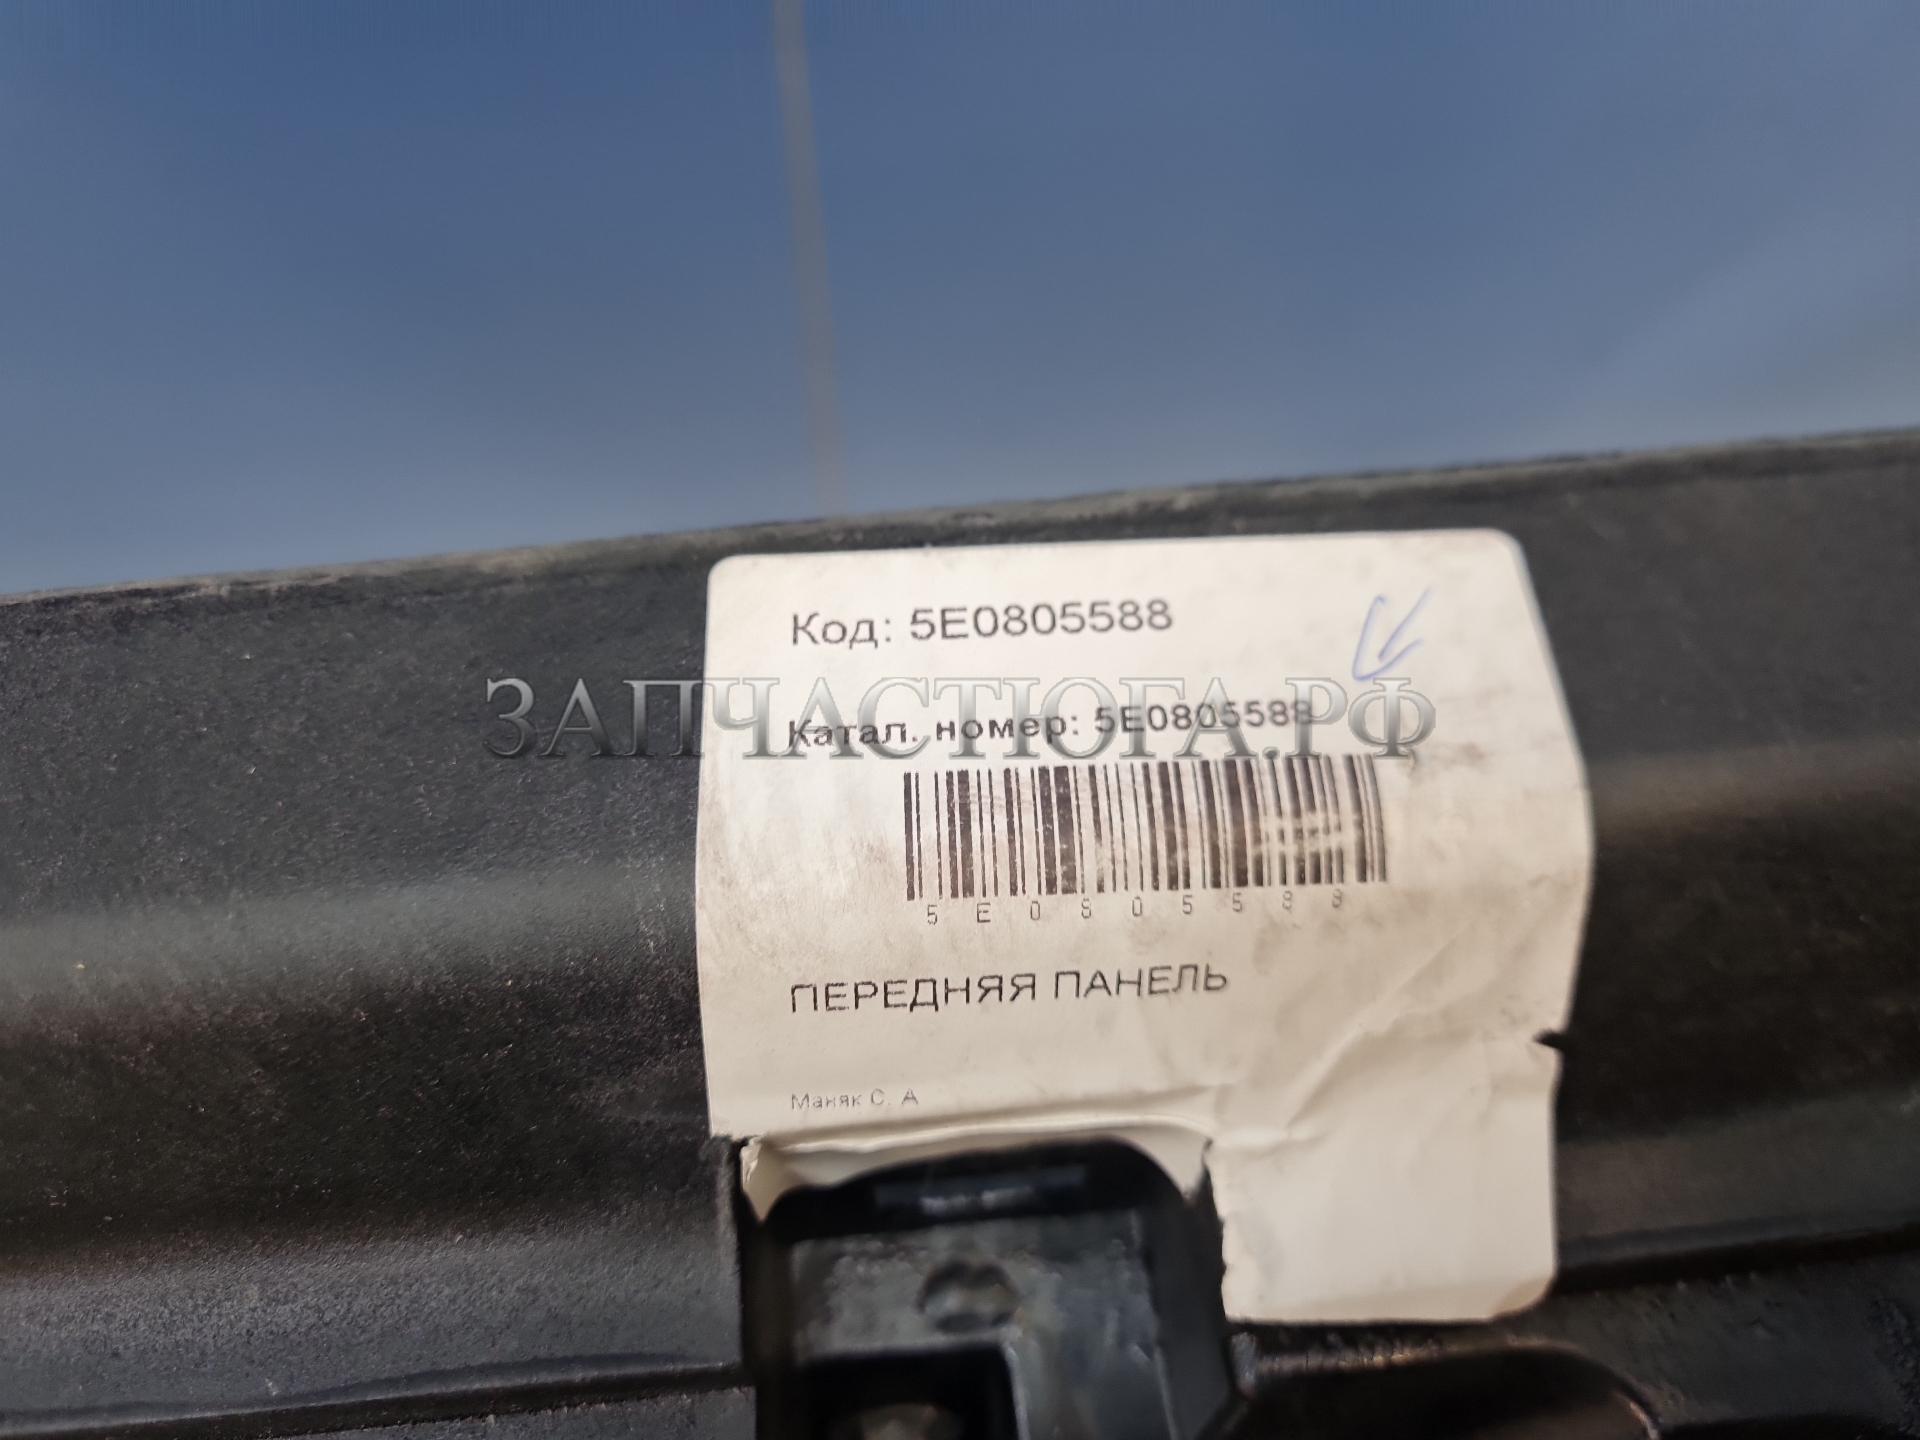 Код: 5E0805588
ЗАПЧАСТЮГА.РФ
Катал. номер: 5E0805588
5E0805588
ПЕРЕДНЯЯ ПАНЕЛЬ
Маняк С. А